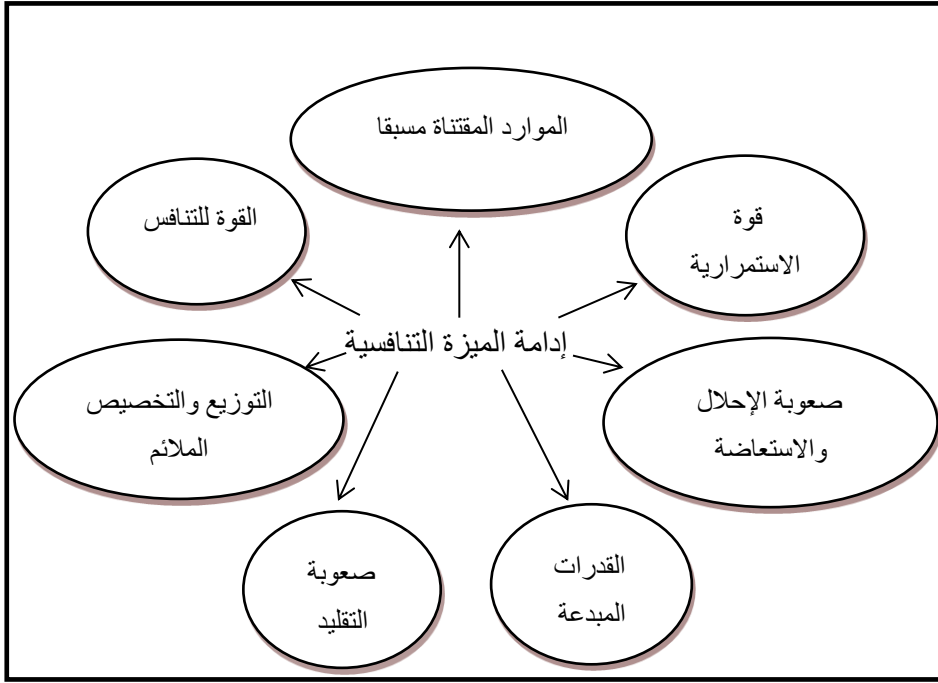 الموارد المقتناة مسبقا
قوة
الاستمرارية
القوة للتنافس
إدامة الميزة التنافسية
صعوبة الإحلال
والاستعاضة
التوزيع والتخصيص
الملائم
القدرات
المبدعة
صعوبة
التقليد